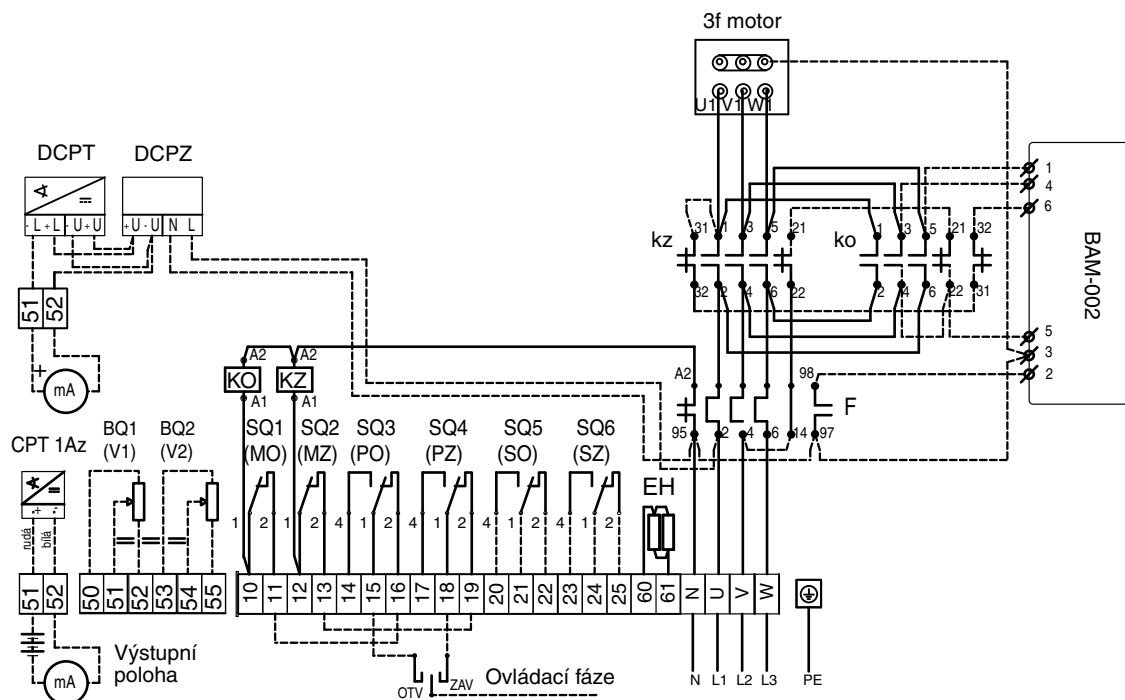 3f motor
U1 V1 W1
DCPT
DCPZ
- L + L - U + U
+ U - U N L
51 52
+
mA
1
4
6
BAM-002
5
3
2
31 1 3 5 21
kz
32 2 4 6 22
1 3 5 21 32
ko
2 4 6 22 31
A2 98
F
95 2 4 6 14 97
A2 A2
KO KZ
A1 A1
CPT 1Az
- + -
rudá
bílá
51 52
mA
Výstupní
poloha
BQ1
(V1)
BQ2
(V2)
50 51 52 53 54 55
SQ1
(MO)
SQ2
(MZ)
SQ3
(PO)
SQ4
(PZ)
SQ5
(SO)
SQ6
(SZ)
EH
1 2 1 2 4 1 2 4 1 2 4 1 2 4 1 2
10 11 12 13 14 15 16 17 18 19 20 21 22 23 24 25 60 61 N U V W
OTV ZAV
Ovládací fáze
N L1 L2 L3 PE